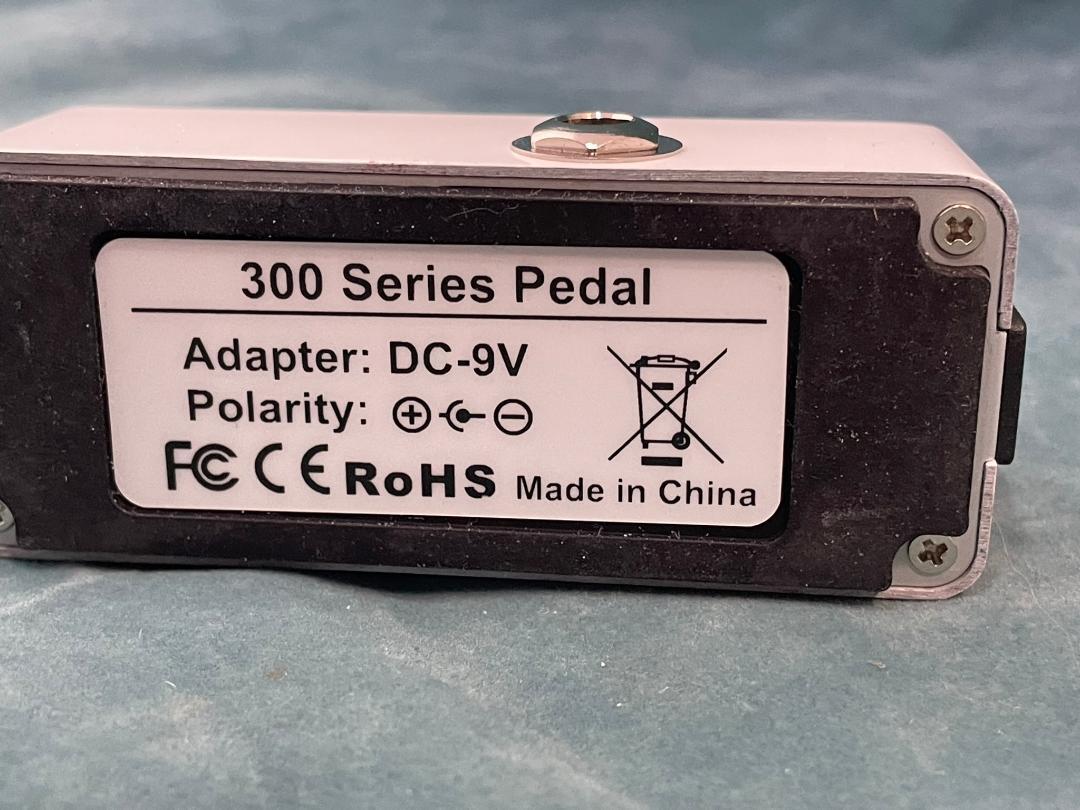 300 Series Pedal
Adapter: DC-9V
Polarity: + -
FC CE RoHS Made in China